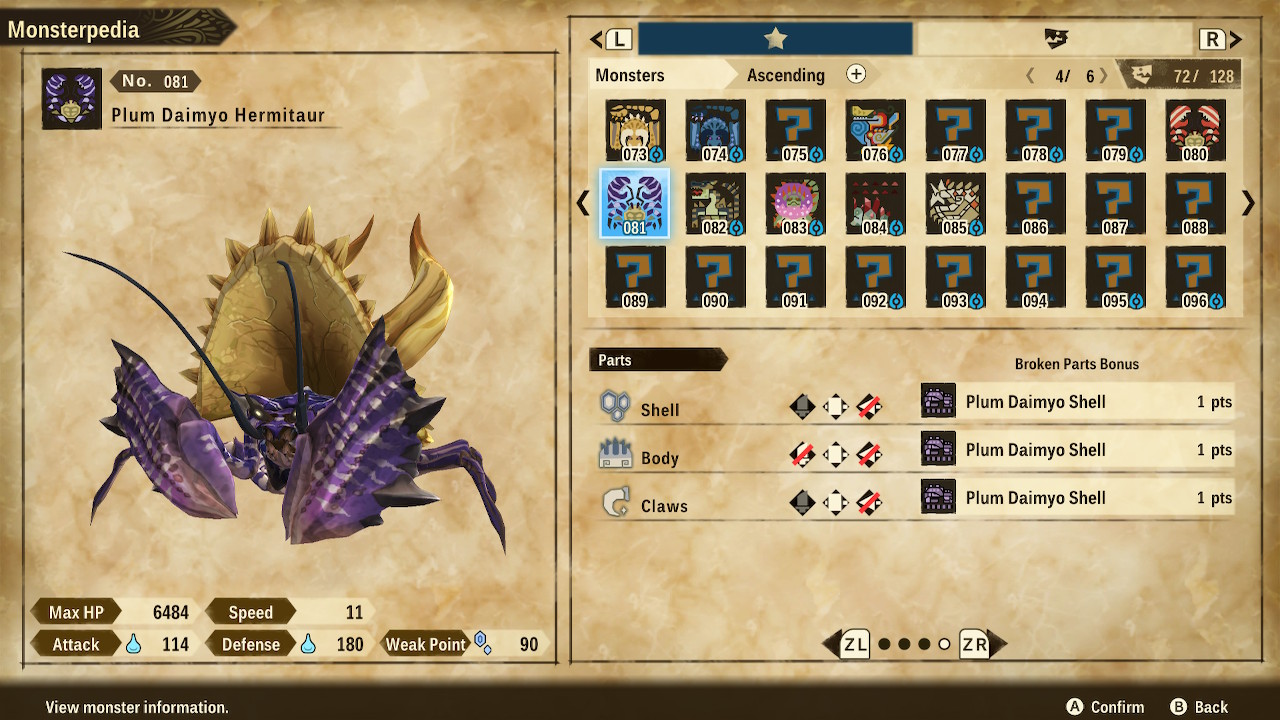 Monsterpedia
No. 081
Plum Daimyo Hermitaur
Max HP 6484 Speed 11
Attack 114 Defense 180 Weak Point 90
L R
Monsters Ascending 4/ 6 72/ 128
073 074 075 076 077 078 079 080
081 082 083 084 085 086 087 088
089 090 091 092 093 094 095 096
Parts Broken Parts Bonus
Shell Plum Daimyo Shell 1 pts
Body Plum Daimyo Shell 1 pts
Claws Plum Daimyo Shell 1 pts
ZL ZR
View monster information. A Confirm B Back